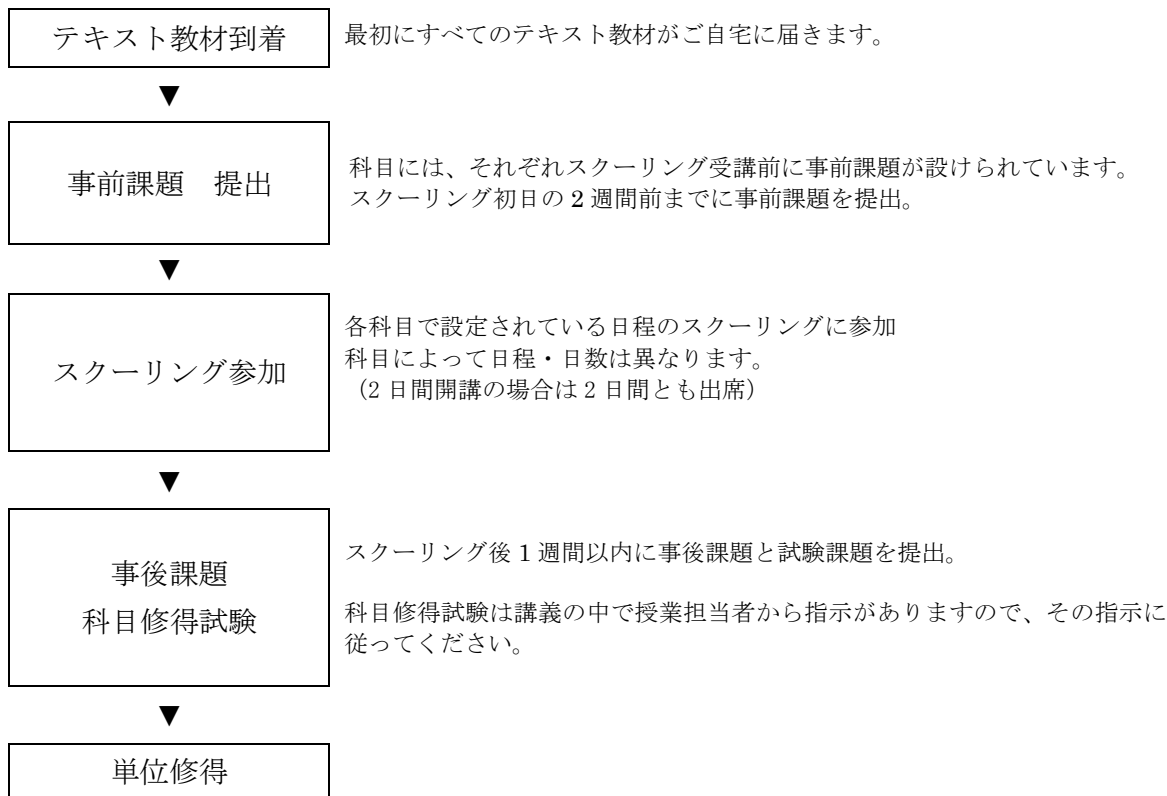 テキスト教材到着
最初にすべてのテキスト教材がご自宅に届きます。
▼
事前課題　提出
科目には、それぞれスクーリング受講前に事前課題が設けられています。
スクーリング初日の 2 週間前までに事前課題を提出。
▼
スクーリング参加
各科目で設定されている日程のスクーリングに参加
科目によって日程・日数は異なります。
（2 日間開講の場合は 2 日間とも出席）
▼
事後課題
科目修得試験
スクーリング後 1 週間以内に事後課題と試験課題を提出。
科目修得試験は講義の中で授業担当者から指示がありますので、その指示に
従ってください。
▼
単位修得